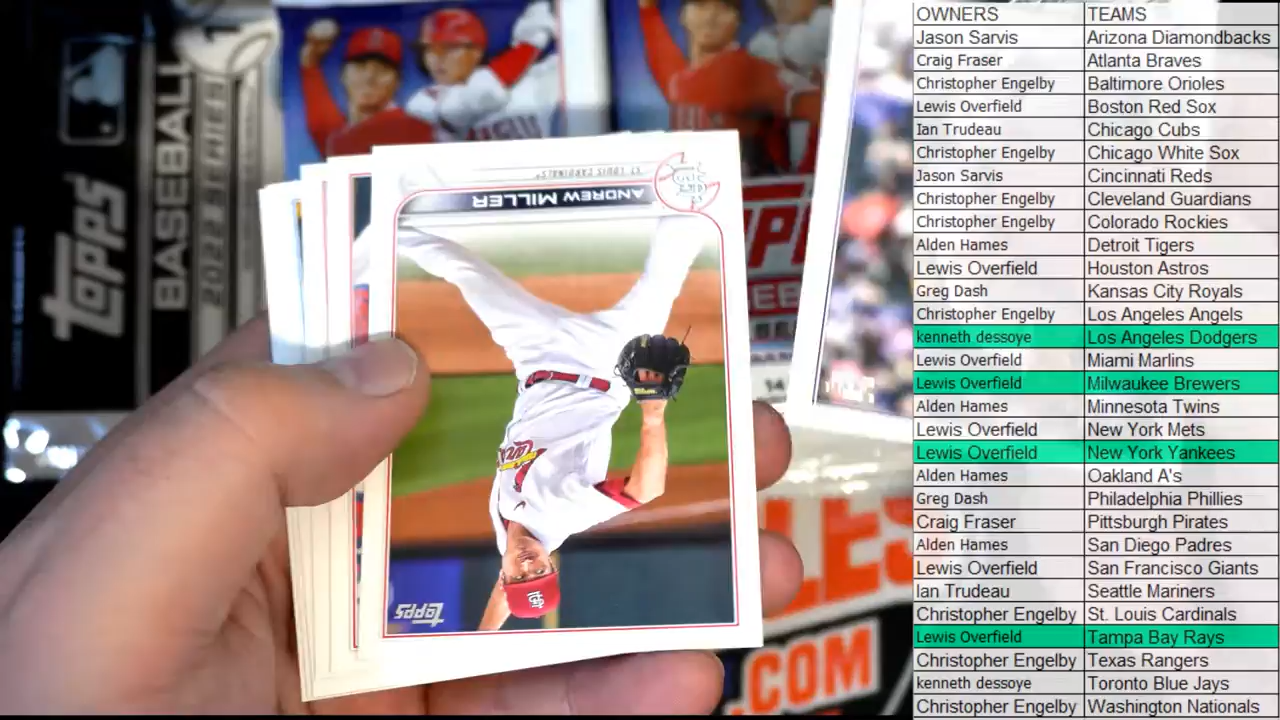 topps
BASEBALL
2022
ST. LOUIS CARDINALS
ANDREW MILLER
topps
14
.COM
OWNERS TEAMS
Jason Sarvis Arizona Diamondbacks
Craig Fraser Atlanta Braves
Christopher Engelby Baltimore Orioles
Lewis Overfield Boston Red Sox
Ian Trudeau Chicago Cubs
Christopher Engelby Chicago White Sox
Jason Sarvis Cincinnati Reds
Christopher Engelby Cleveland Guardians
Christopher Engelby Colorado Rockies
Alden Hames Detroit Tigers
Lewis Overfield Houston Astros
Greg Dash Kansas City Royals
Christopher Engelby Los Angeles Angels
kenneth dessoye Los Angeles Dodgers
Lewis Overfield Miami Marlins
Lewis Overfield Milwaukee Brewers
Alden Hames Minnesota Twins
Lewis Overfield New York Mets
Lewis Overfield New York Yankees
Alden Hames Oakland A's
Greg Dash Philadelphia Phillies
Craig Fraser Pittsburgh Pirates
Alden Hames San Diego Padres
Lewis Overfield San Francisco Giants
Ian Trudeau Seattle Mariners
Christopher Engelby St. Louis Cardinals
Lewis Overfield Tampa Bay Rays
Christopher Engelby Texas Rangers
kenneth dessoye Toronto Blue Jays
Christopher Engelby Washington Nationals